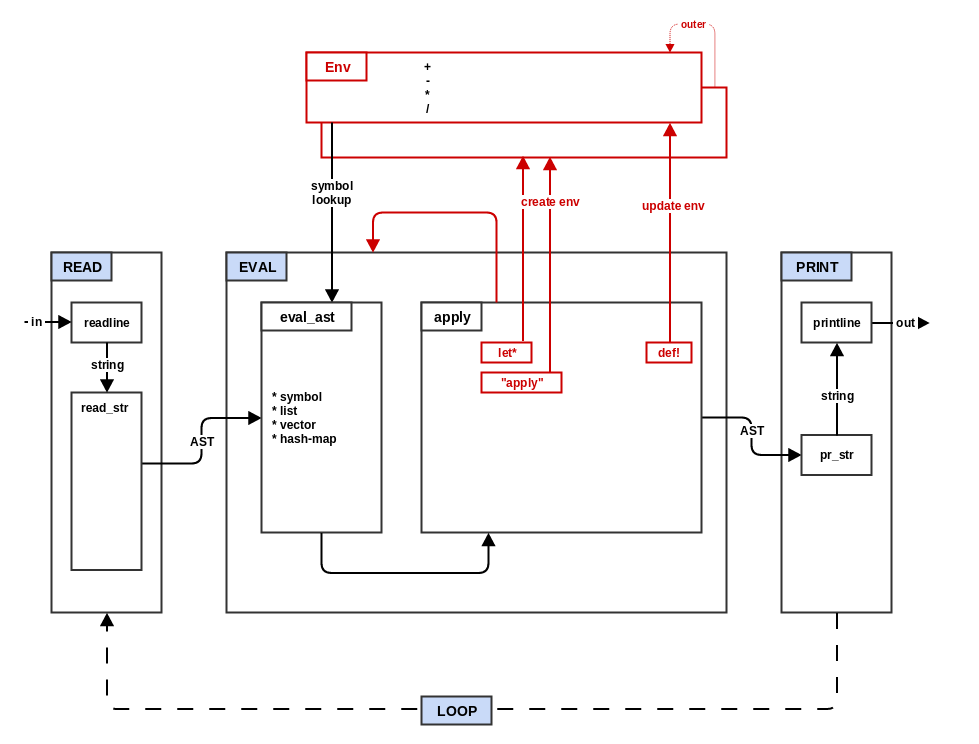 outer
Env
+
-
*
/
symbol
lookup
create env
update env
READ
EVAL
PRINT
- in
readline
eval_ast
apply
printline
out
let*
def!
"apply"
string
read_str
* symbol
* list
* vector
* hash-map
string
AST
AST
pr_str
LOOP